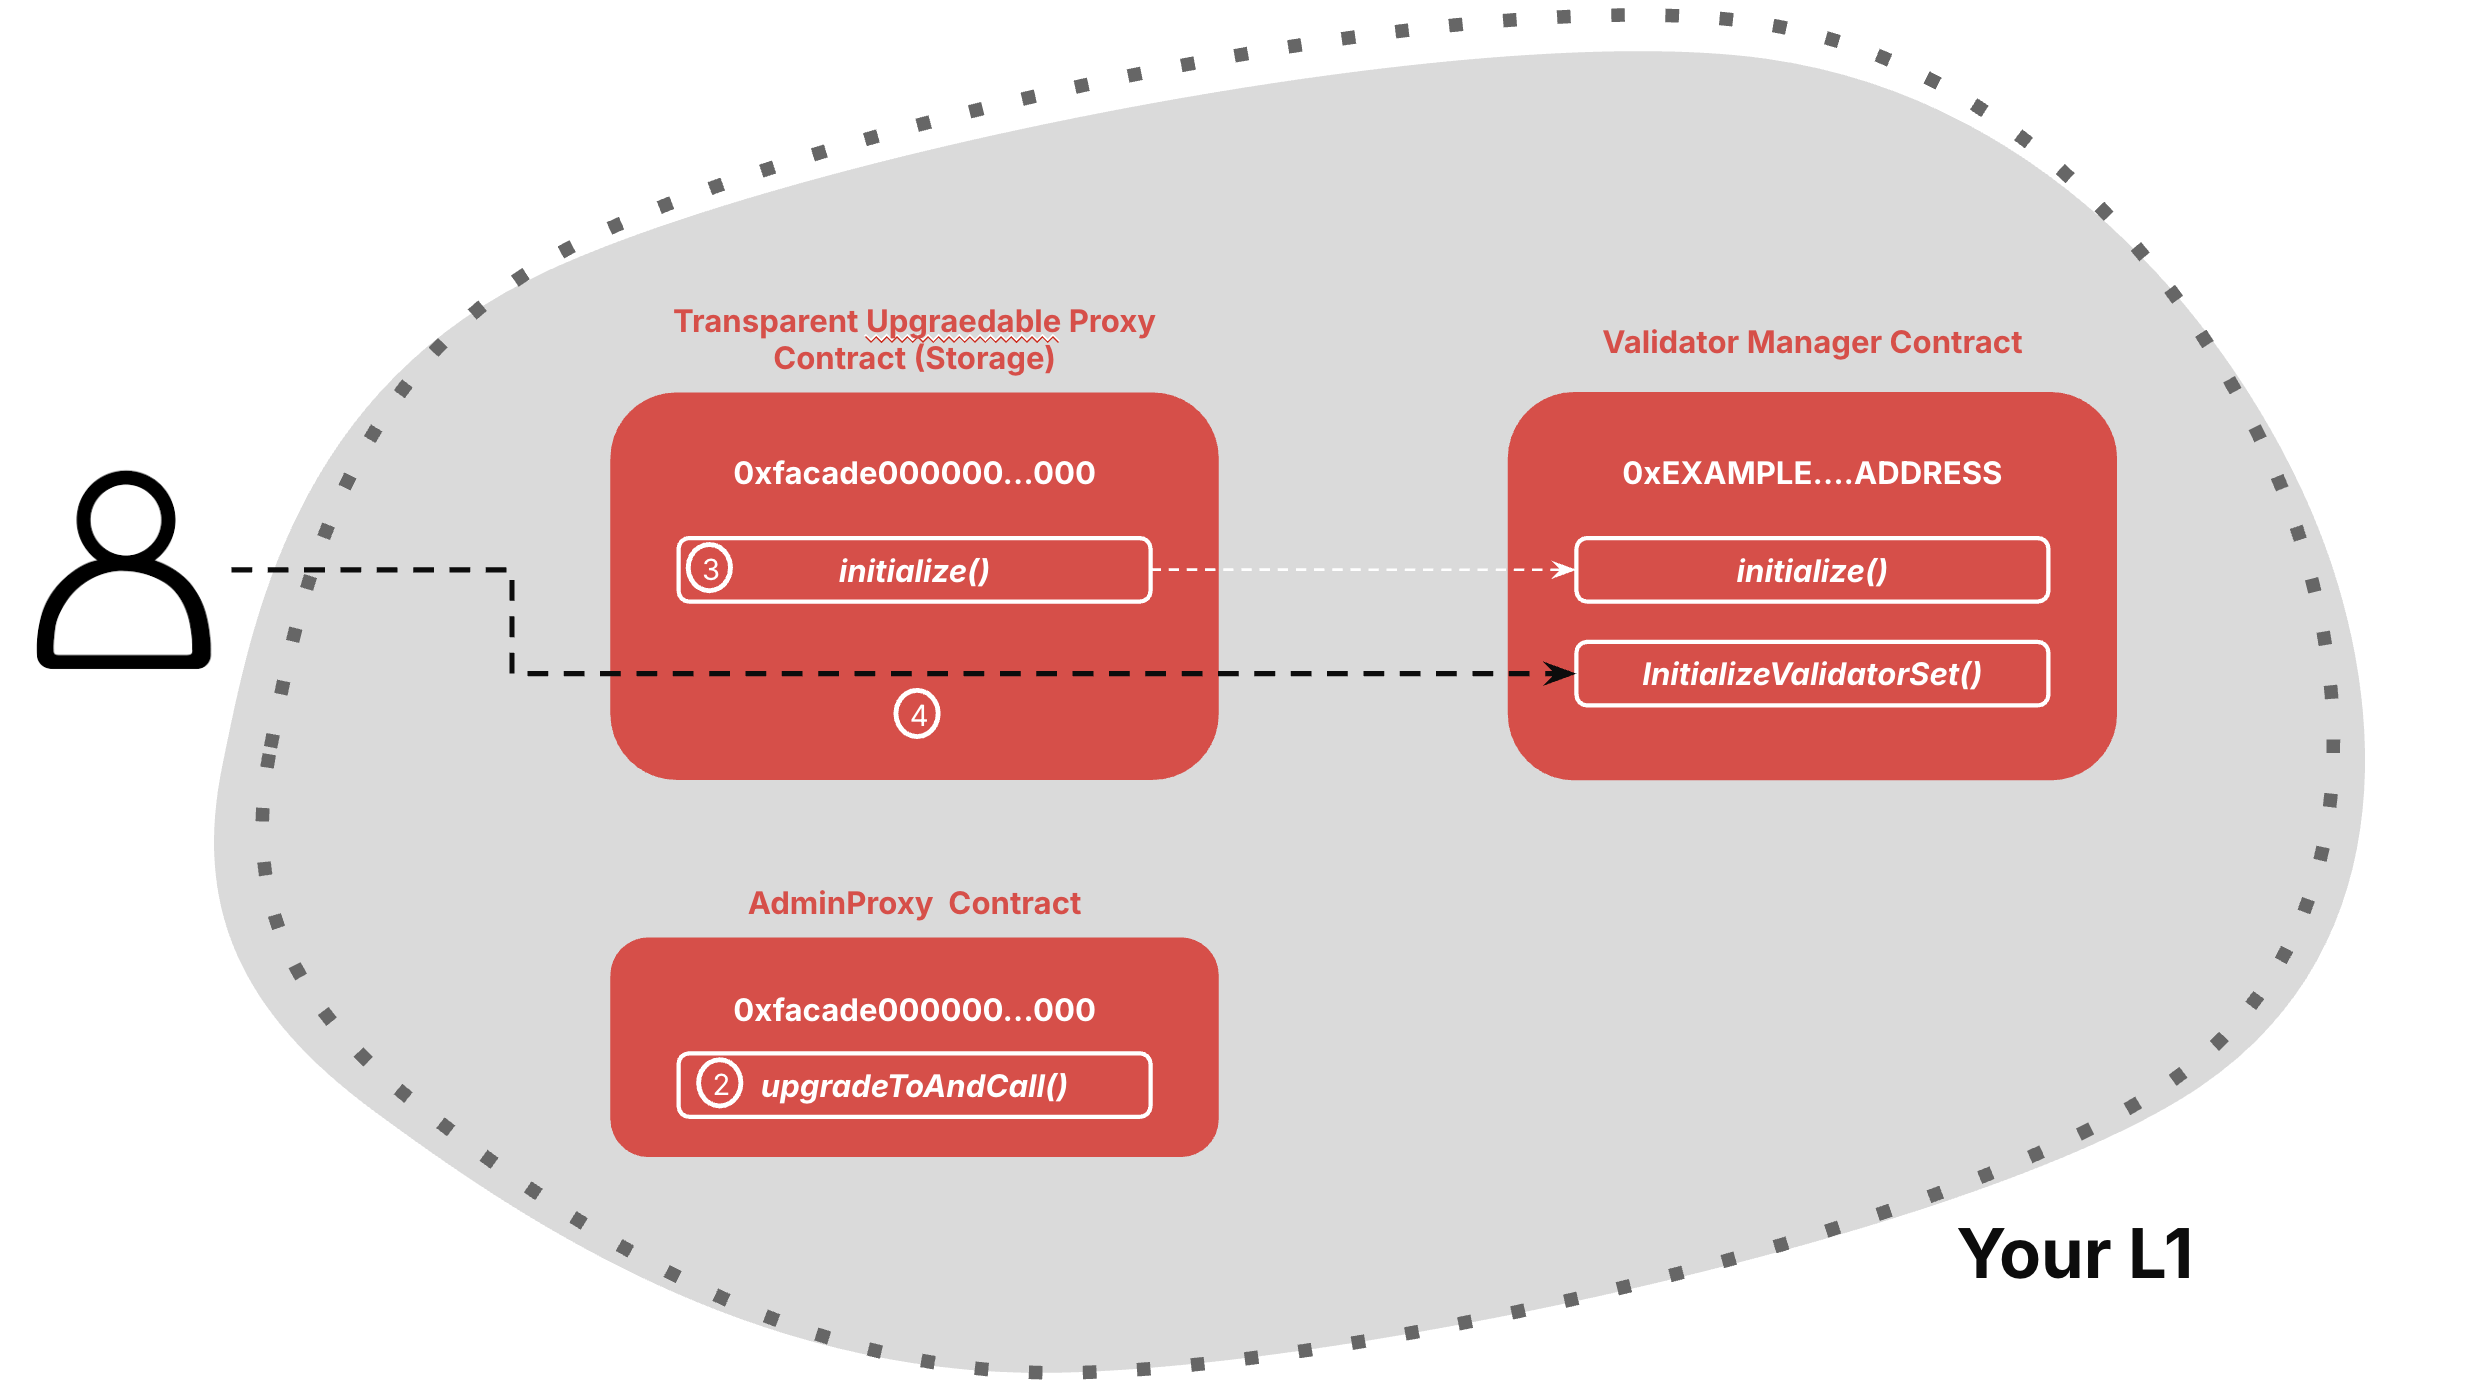 Transparent Upgraedable Proxy
Contract (Storage)
0xfacade000000...000
3
initialize()
4
Validator Manager Contract
0xEXAMPLE....ADDRESS
initialize()
InitializeValidatorSet()
AdminProxy  Contract
0xfacade000000...000
2
upgradeToAndCall()
Your L1